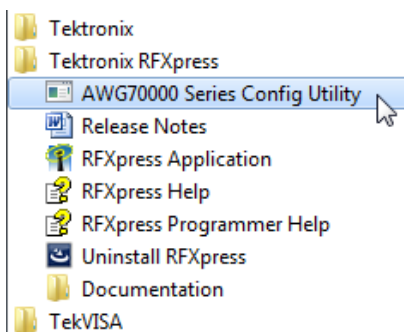 Tektronix
Tektronix RFXpress
AWG70000 Series Config Utility
Release Notes
RFXpress Application
RFXpress Help
RFXpress Programmer Help
Uninstall RFXpress
Documentation
TekVISA